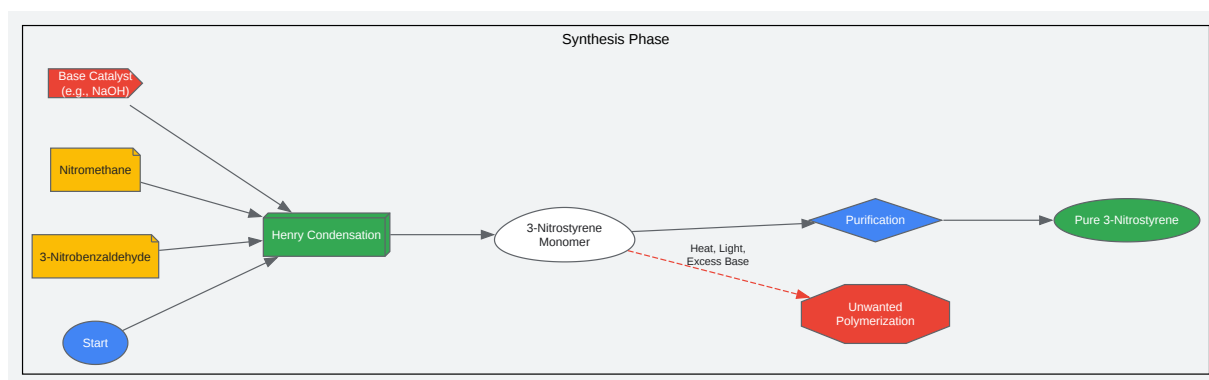 Synthesis Phase
Base Catalyst
(e.g., NaOH)
Nitromethane
3-Nitrobenzaldehyde
Start
Henry Condensation
3-Nitrostyrene
Monomer
Heat, Light,
Excess Base
Purification
Unwanted
Polymerization
Pure 3-Nitrostyrene